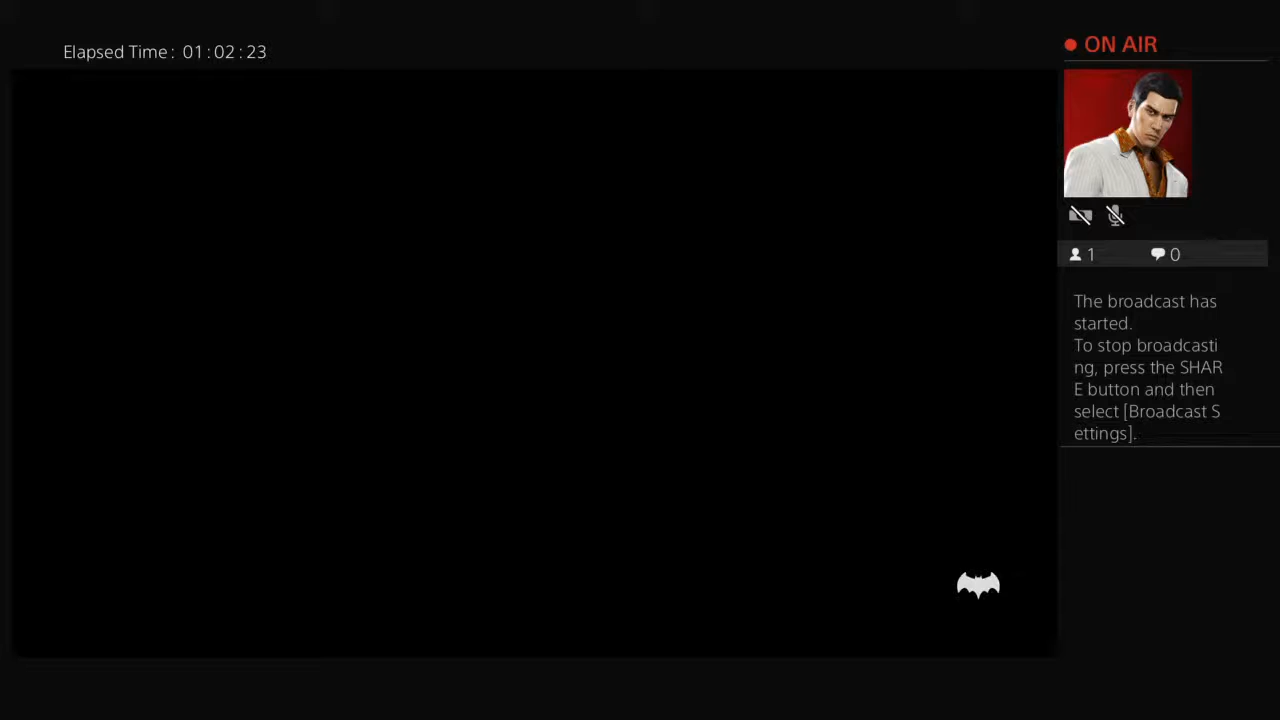 Elapsed Time: 01:02:23
ON AIR
1 0
The broadcast has
started.
To stop broadcasti
ng, press the SHAR
E button and then
select [Broadcast S
ettings].